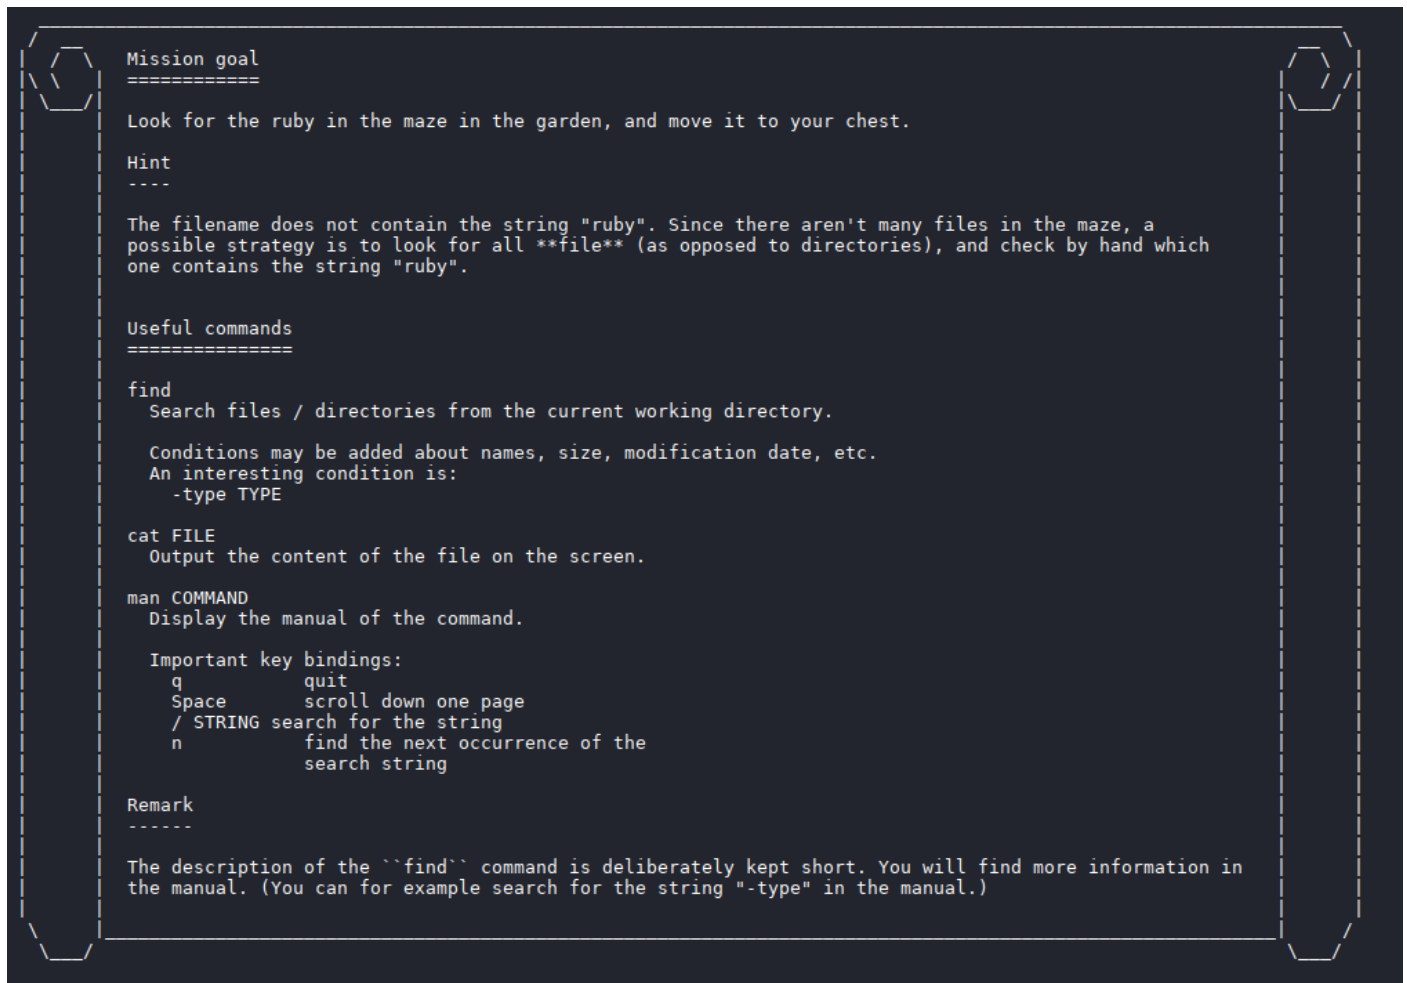 Mission goal
============
Look for the ruby in the maze in the garden, and move it to your chest.
Hint
----
The filename does not contain the string "ruby". Since there aren't many files in the maze, a
possible strategy is to look for all **file** (as opposed to directories), and check by hand which
one contains the string "ruby".
Useful commands
===============
find
Search files / directories from the current working directory.
Conditions may be added about names, size, modification date, etc.
An interesting condition is:
-type TYPE
cat FILE
Output the content of the file on the screen.
man COMMAND
Display the manual of the command.
Important key bindings:
q quit
Space scroll down one page
/ STRING search for the string
n find the next occurrence of the
search string
Remark
------
The description of the ``find`` command is deliberately kept short. You will find more information in
the manual. (You can for example search for the string "-type" in the manual.)